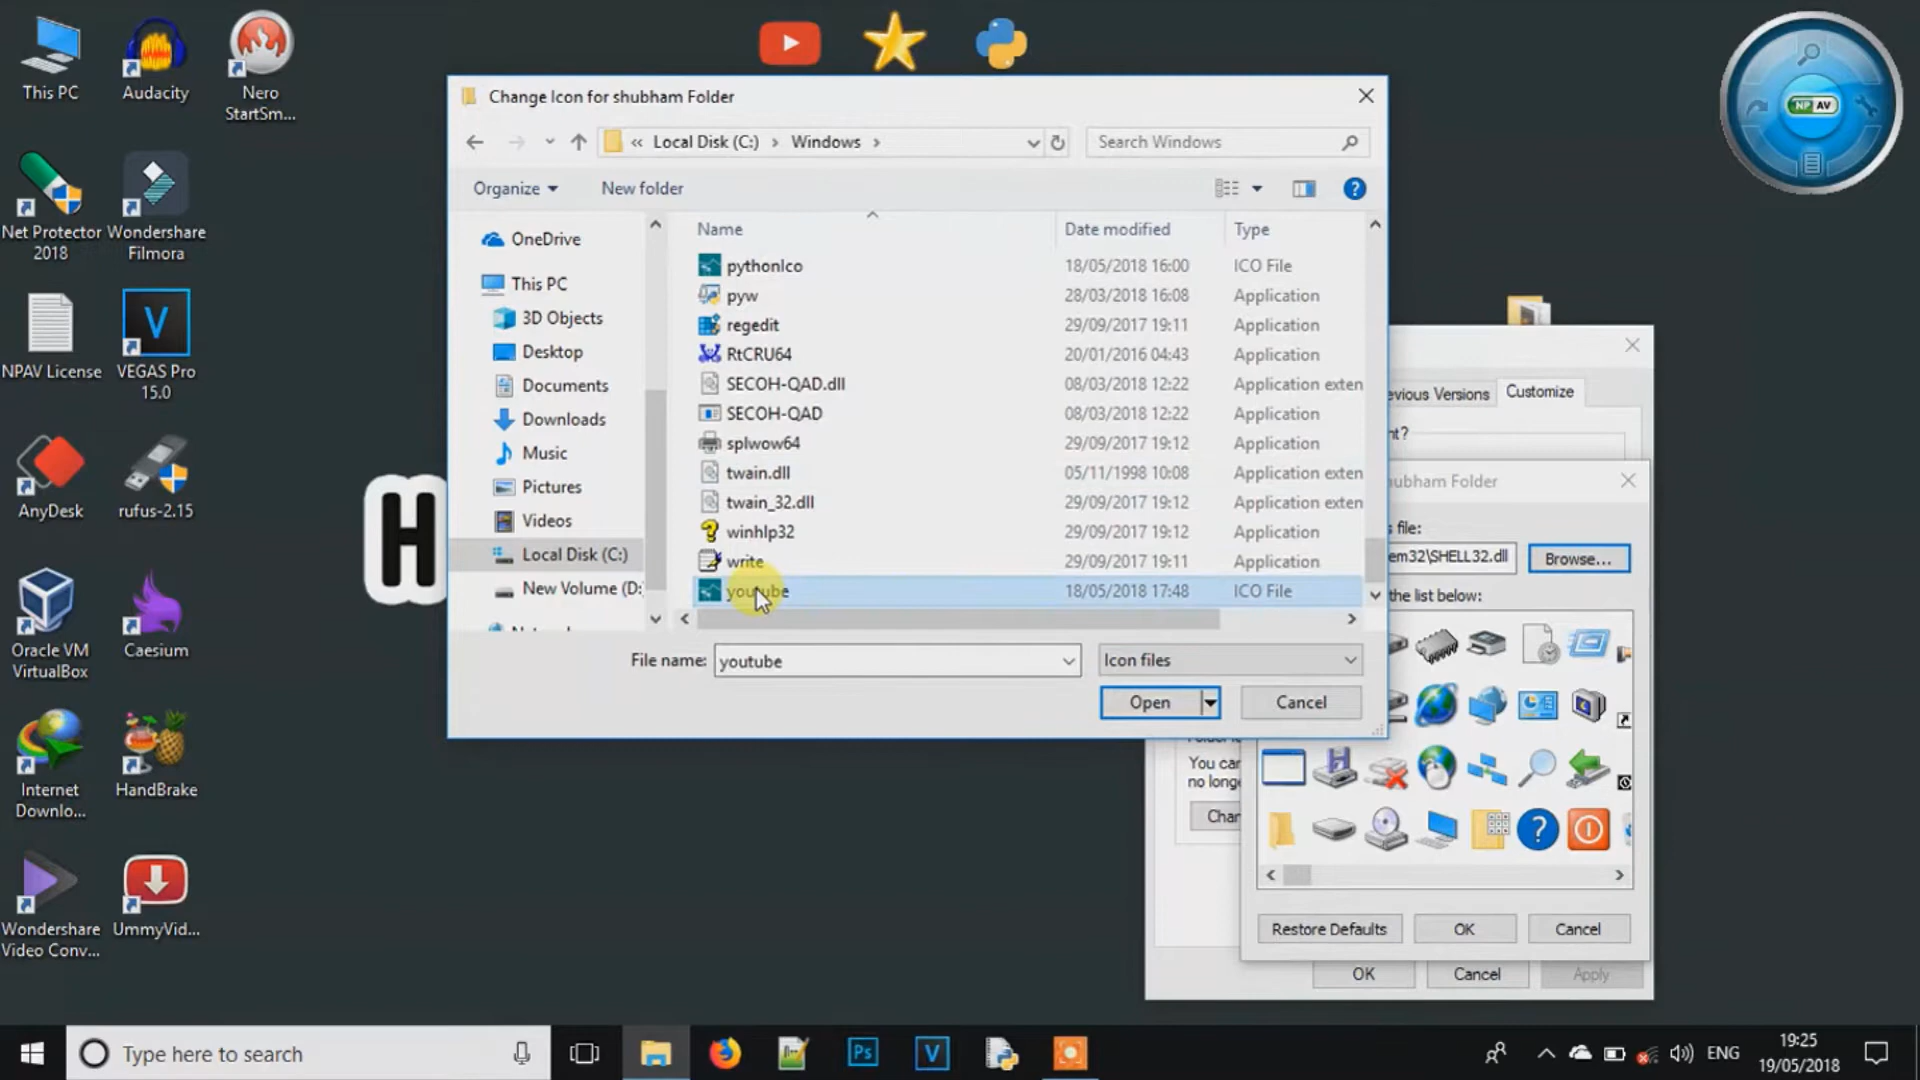 This PC
Audacity
Nero
StartSm...
Net Protector
2018
Wondershare
Filmora
NPAV License
VEGAS Pro
15.0
AnyDesk
rufus-2.15
Oracle VM
VirtualBox
Caesium
Internet
Downlo...
HandBrake
Wondershare
Video Conv...
UmmyVid...
H
NP AV
Change Icon for shubham Folder
« Local Disk (C:) › Windows ›
Search Windows
Organize
New folder
OneDrive
This PC
3D Objects
Desktop
Documents
Downloads
Music
Pictures
Videos
Local Disk (C:)
New Volume (D:
Name Date modified Type
pythonIco 18/05/2018 16:00 ICO File
pyw 28/03/2018 16:08 Application
regedit 29/09/2017 19:11 Application
RtCRU64 20/01/2016 04:43 Application
SECOH-QAD.dll 08/03/2018 12:22 Application exten
SECOH-QAD 08/03/2018 12:22 Application
splwow64 29/09/2017 19:12 Application
twain.dll 05/11/1998 10:08 Application exten
twain_32.dll 29/09/2017 19:12 Application exten
winhlp32 29/09/2017 19:12 Application
write 29/09/2017 19:11 Application
youtube 18/05/2018 17:48 ICO File
File name: youtube
Icon files
Open
Cancel
evious Versions
Customize
nt?
ubham Folder
s file:
em32\SHELL32.dll
Browse...
the list below:
You can
no longe
Chan
Restore Defaults
OK
Cancel
OK
Cancel
Apply
Type here to search
Ps
V
ENG
19:25
19/05/2018